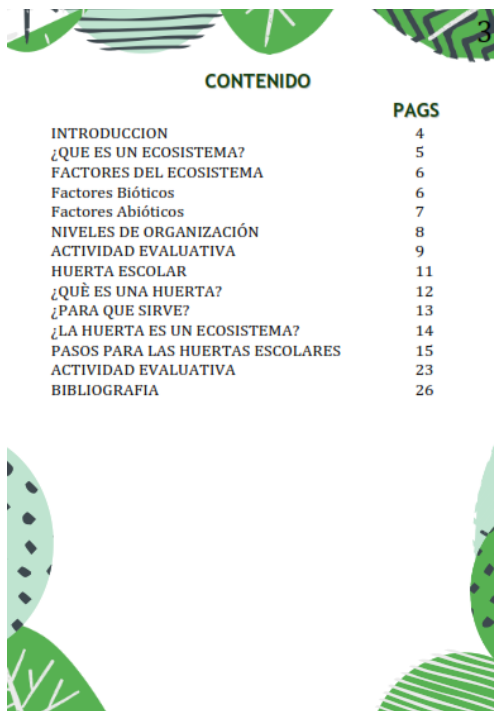 3
CONTENIDO
PAGS
INTRODUCCION 4
¿QUE ES UN ECOSISTEMA? 5
FACTORES DEL ECOSISTEMA 6
Factores Bióticos 6
Factores Abióticos 7
NIVELES DE ORGANIZACIÓN 8
ACTIVIDAD EVALUATIVA 9
HUERTA ESCOLAR 11
¿QUÈ ES UNA HUERTA? 12
¿PARA QUE SIRVE? 13
¿LA HUERTA ES UN ECOSISTEMA? 14
PASOS PARA LAS HUERTAS ESCOLARES 15
ACTIVIDAD EVALUATIVA 23
BIBLIOGRAFIA 26